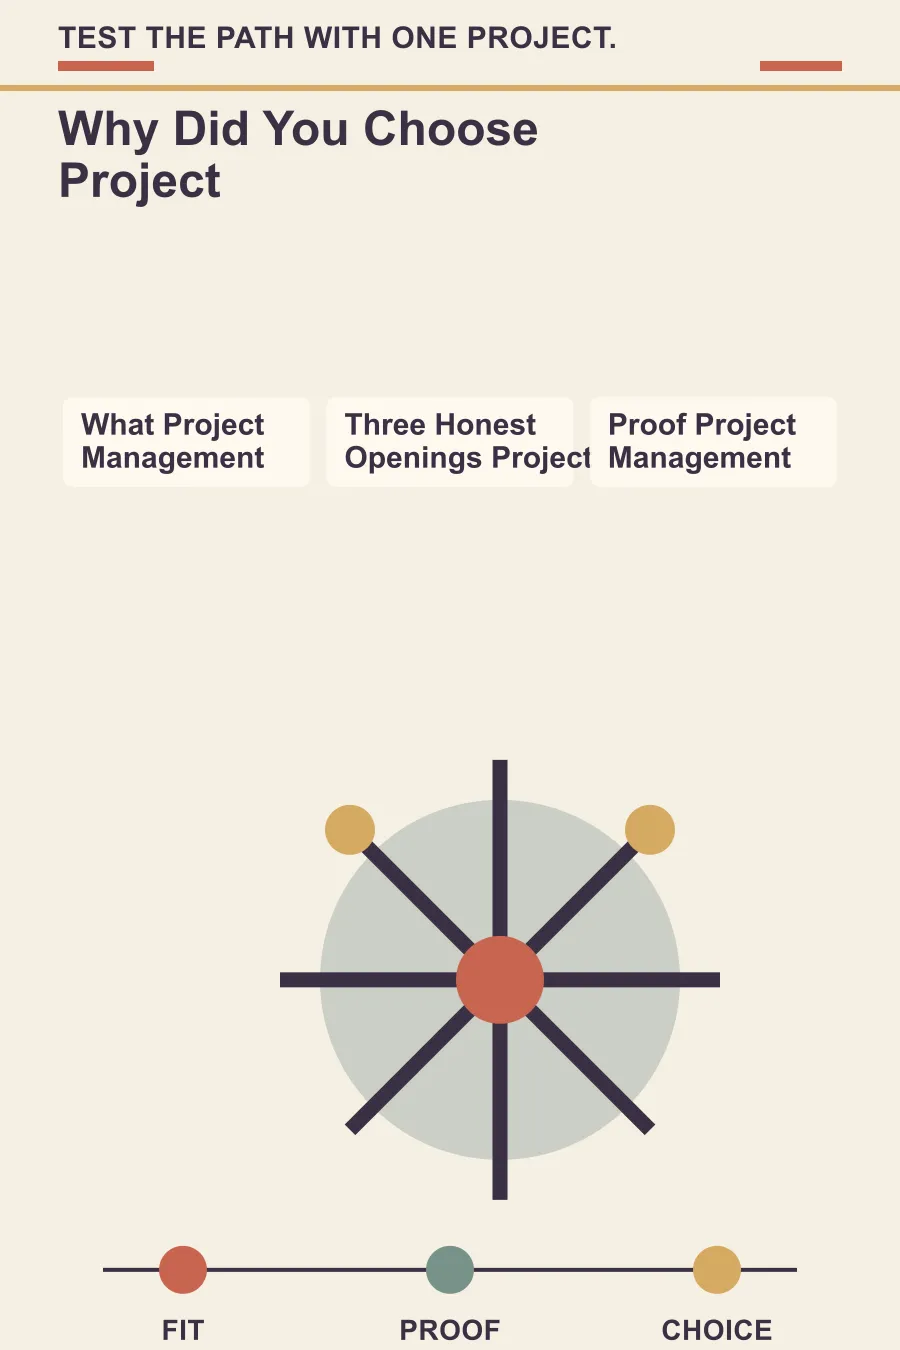 TEST THE PATH WITH ONE PROJECT.
Why Did You Choose
Project
What Project
Management
Three Honest
Openings Project
Proof Project
Management
FIT
PROOF
CHOICE